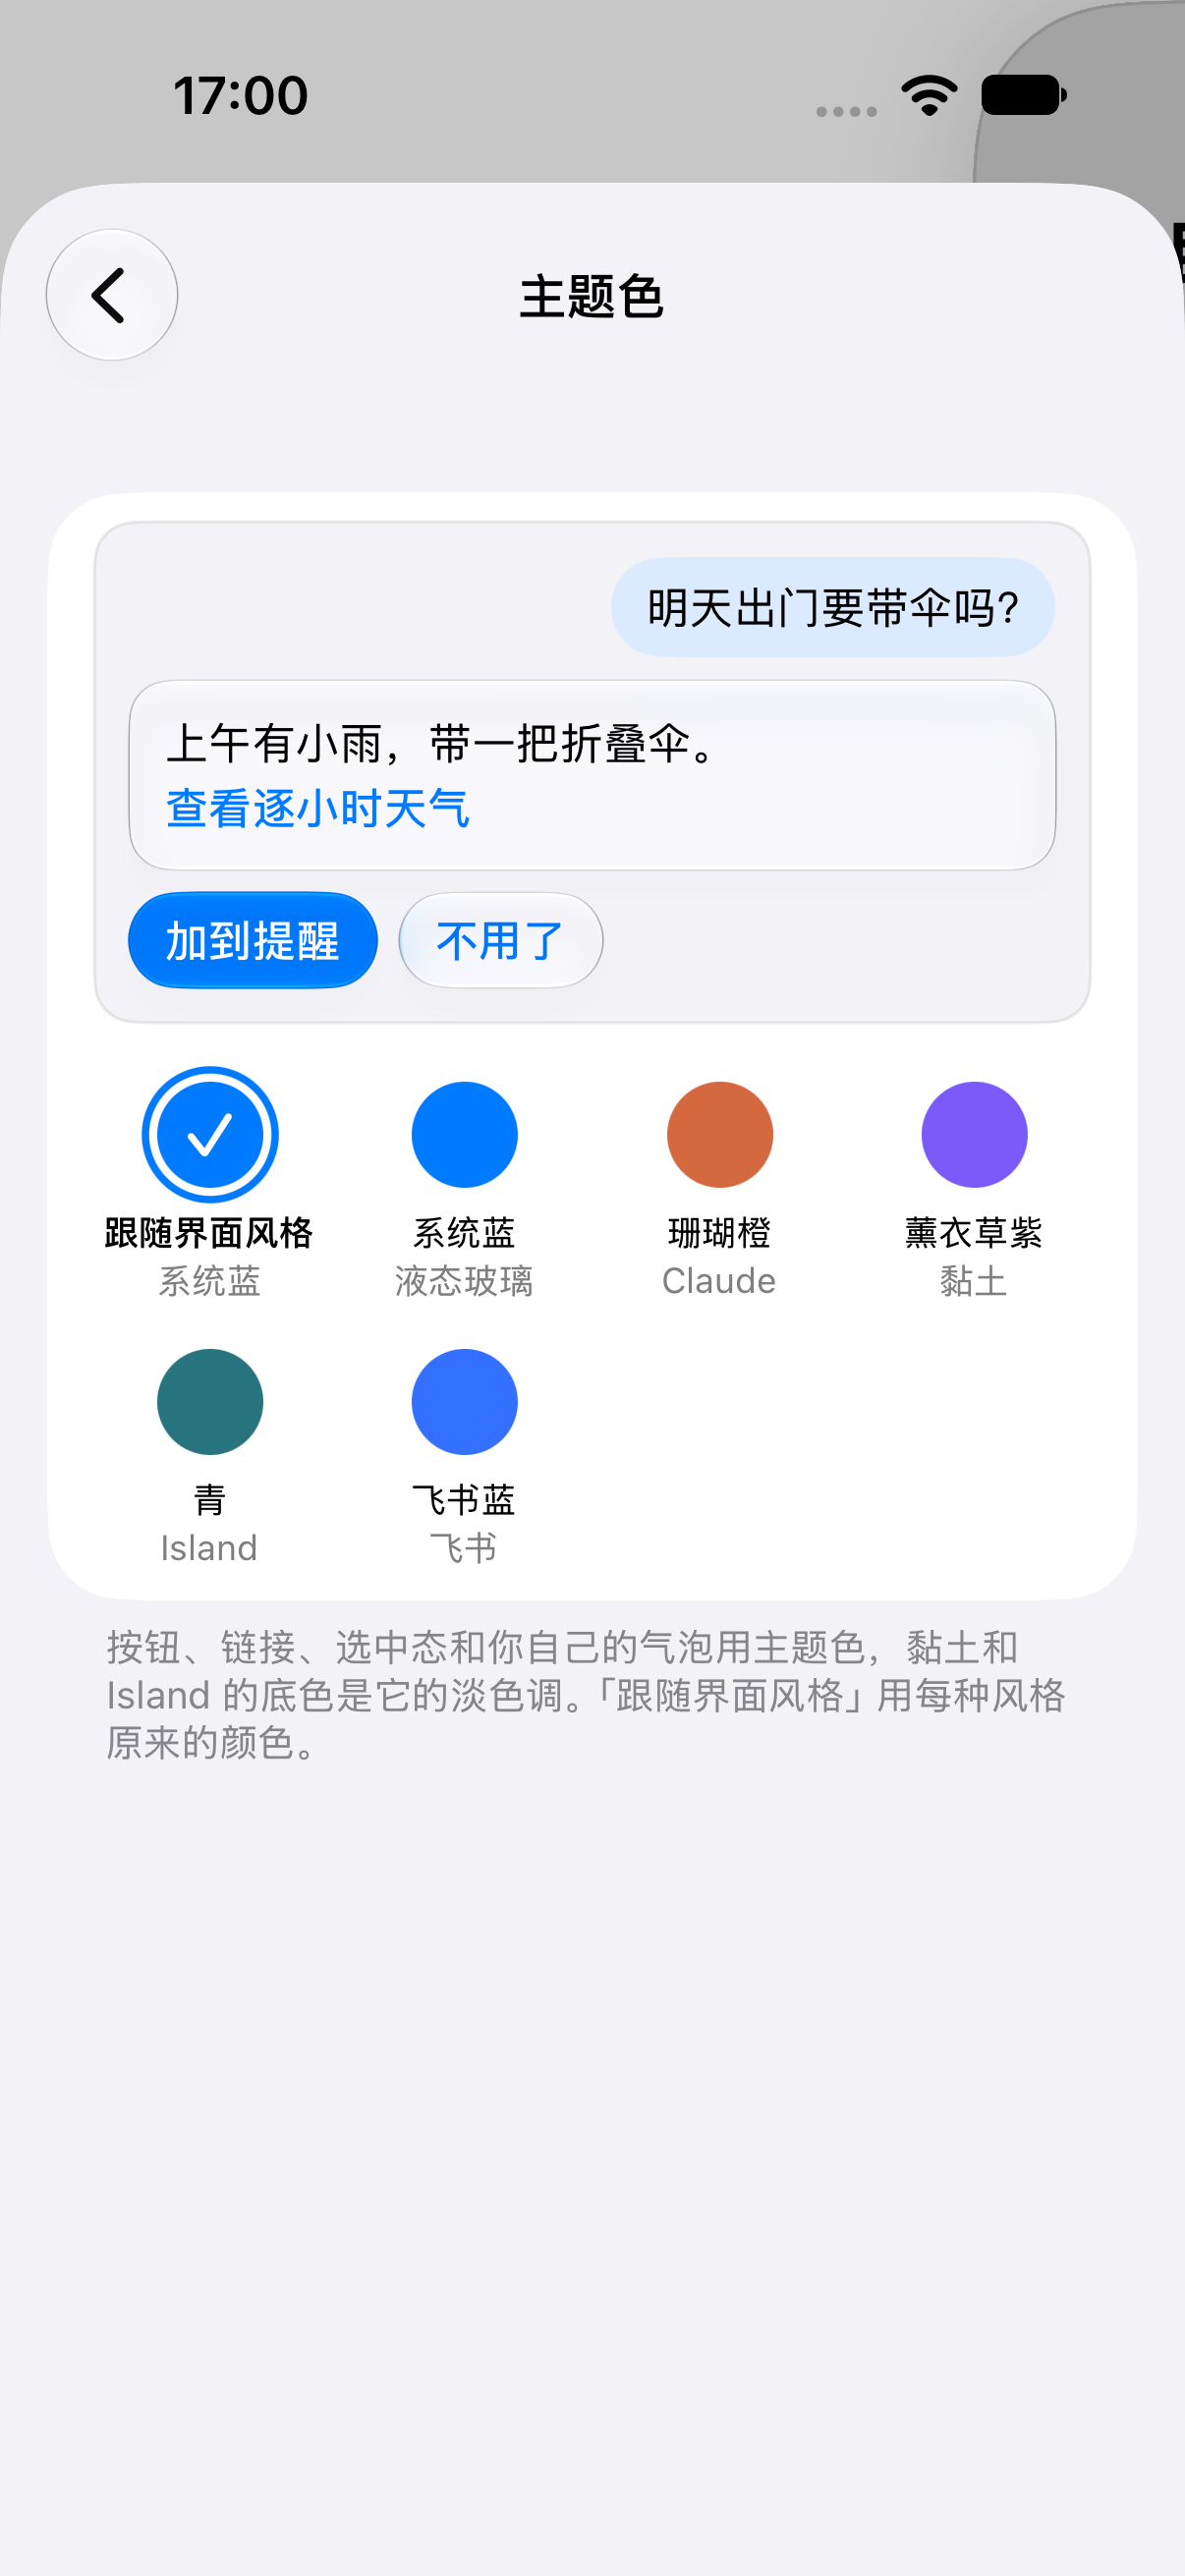 17:00
主题色
明天出门要带伞吗?
上午有小雨，带一把折叠伞。
查看逐小时天气
加到提醒
不用了
跟随界面风格
系统蓝
珊瑚橙
薰衣草紫
系统蓝
液态玻璃
Claude
黏土
青
飞书蓝
Island
飞书
按钮、链接、选中态和你自己的气泡用主题色，黏土和
Island 的底色是它的淡色调。「跟随界面风格」用每种风格
原来的颜色。